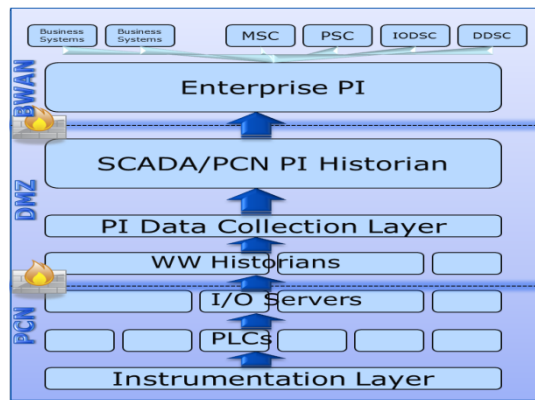 Business
Systems
Business
Systems
MSC
PSC
IODSC
DDSC
Enterprise PI
BWAN
SCADA/PCN PI Historian
DMZ
PI Data Collection Layer
WW Historians
I/O Servers
PCN
PLCs
Instrumentation Layer